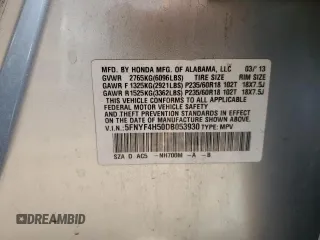 MFD. BY HONDA MFG. OF ALABAMA, LLC 03/'13
GVWR 2765KG(6096LBS) TIRE SIZE RIM SIZE
GAWR F 1325KG(2921LBS) P235/60R18 102T 18X7.5J
GAWR R 1525KG(3362LBS) P235/60R18 102T 18X7.5J
THIS VEHICLE CONFORMS TO ALL APPLICABLE
FEDERAL MOTOR VEHICLE SAFETY AND THEFT
PREVENTION STANDARDS IN EFFECT ON THE DATE
OF MANUFACTURE SHOWN ABOVE.
V.I.N.: 5FNYF4H50DB053930 TYPE: MPV
SZA D AC5 NH700M - A - B
© DREAMBID
DREAMBID.COM